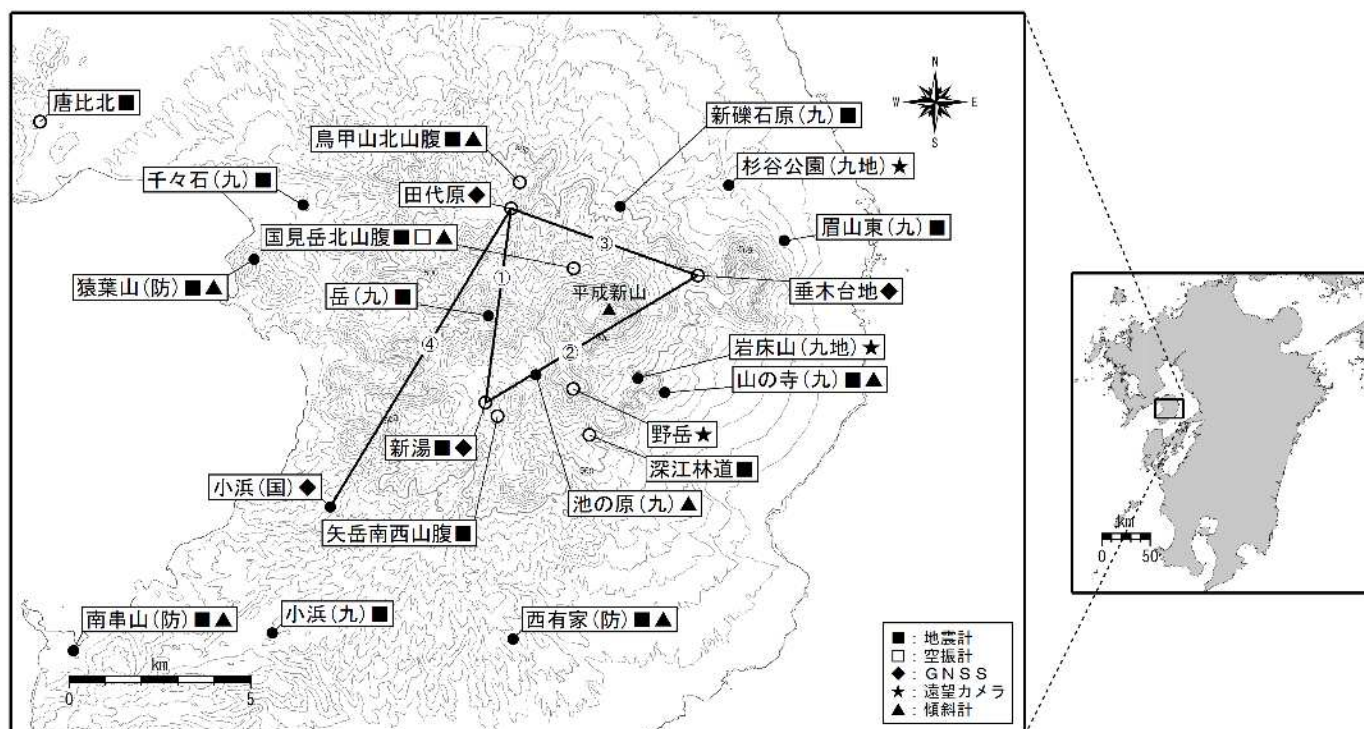 N
W E
S
唐比北■
鳥甲山北山腹■▲
新礫石原(九)■
杉谷公園(九地)★
千々石(九)■
田代原◆
国見岳北山腹■□▲
眉山東(九)■
③
①
猿葉山(防)■▲
平成新山
垂木台地◆
岳(九)■
④
②
岩床山(九地)★
山の寺(九)■▲
野岳★
新湯■◆
深江林道■
小浜(国)◆
池の原(九)▲
矢岳南西山腹■
小浜(九)■
西有家(防)■▲
南串山(防)■▲
km
0 5
■:地震計
□:空振計
◆:GNSS
★:遠望カメラ
▲:傾斜計
km
0 50